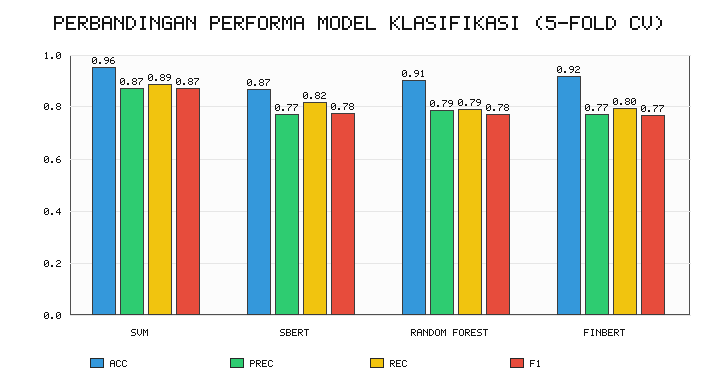 PERBANDINGAN PERFORMA MODEL KLASIFIKASI (5-FOLD CV)
1.0
0.8
0.6
0.4
0.2
0.0
0.96 0.87 0.89 0.87
0.87 0.77 0.82 0.78
0.91 0.79 0.79 0.78
0.92 0.77 0.80 0.77
SVM SBERT RANDOM FOREST FINBERT
ACC PREC REC F1